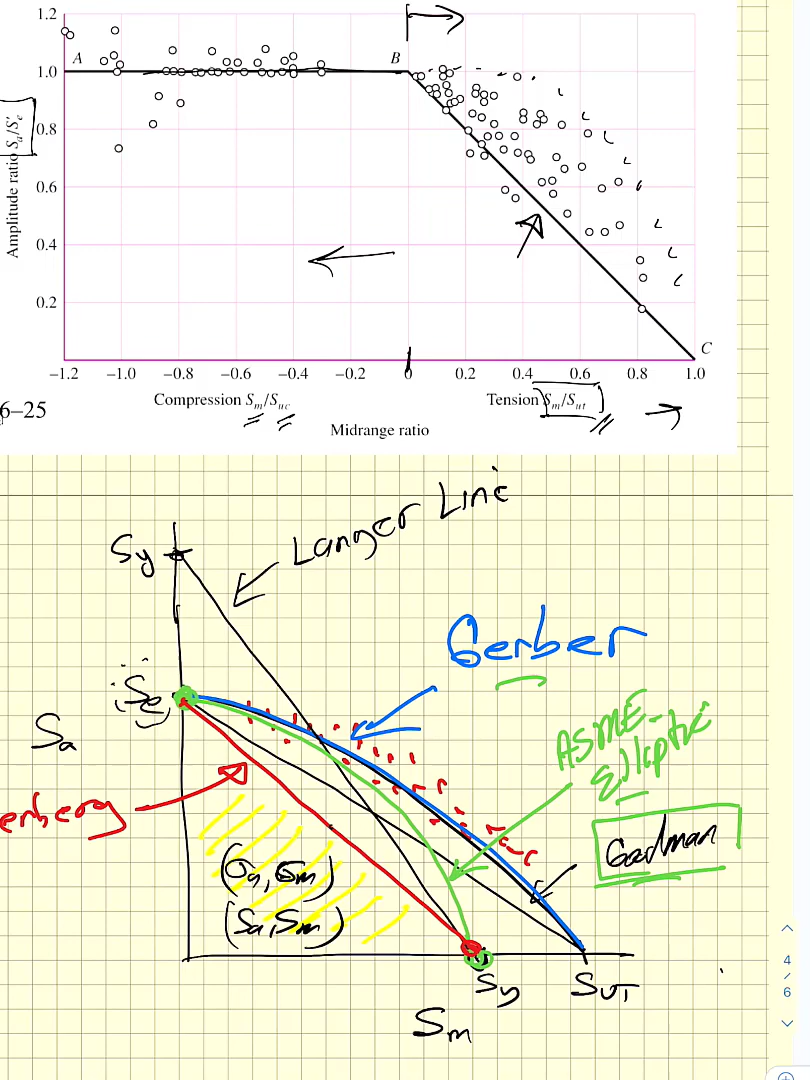 1.2
A
B
1.0
0.8
0.6
0.4
0.2
Amplitude ratio Sₐ/S′ₑ
C
−1.2 −1.0 −0.8 −0.6 −0.4 −0.2 0 0.2 0.4 0.6 0.8 1.0
Compression Sₘ/Sᵤ꜀
Tension Sₘ/Sᵤₜ
6–25
Midrange ratio
Langer Line
Sy
Gerber
Se
Sa
ASME-
Elliptic
erberg
Goodman
(σa, σm)
(Sa, Sm)
Sy
SUT
Sm
4
/
6